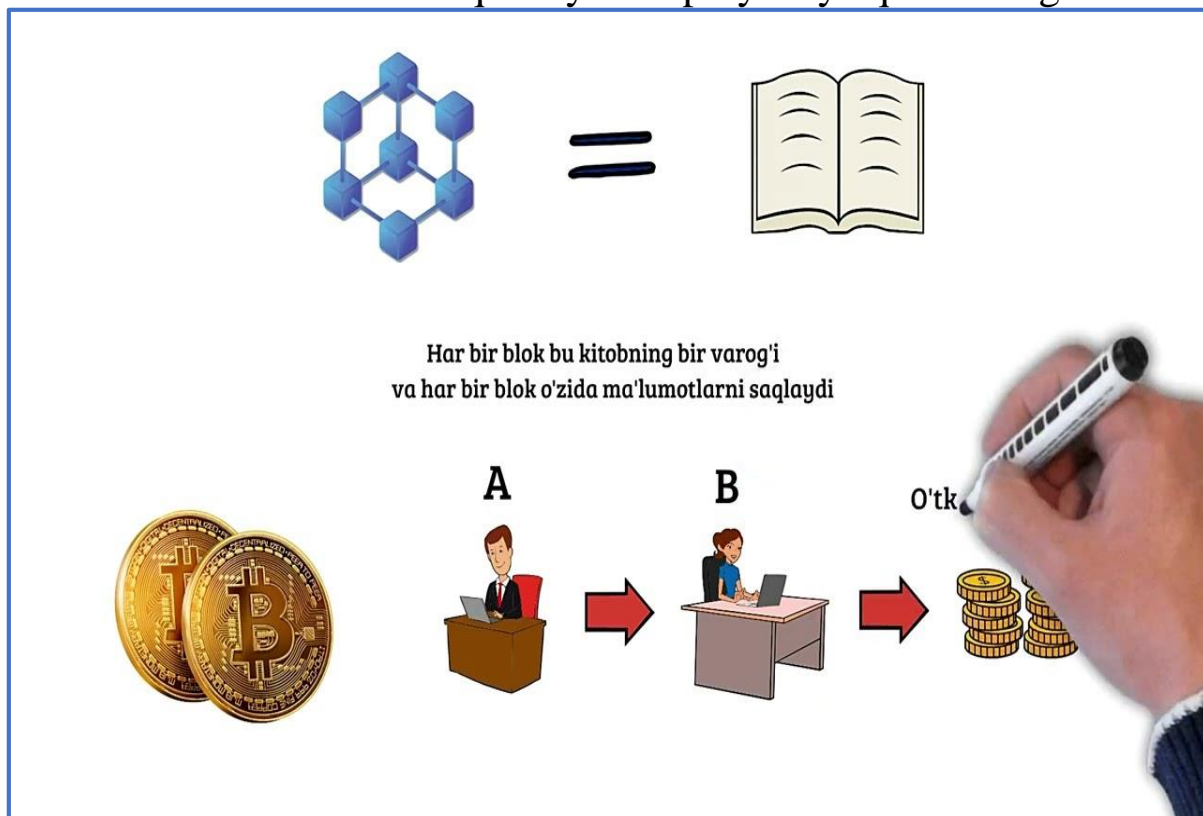 Har bir blok bu kitobning bir varog'i
va har bir blok o'zida ma'lumotlarni saqlaydi
A
B
O'tk